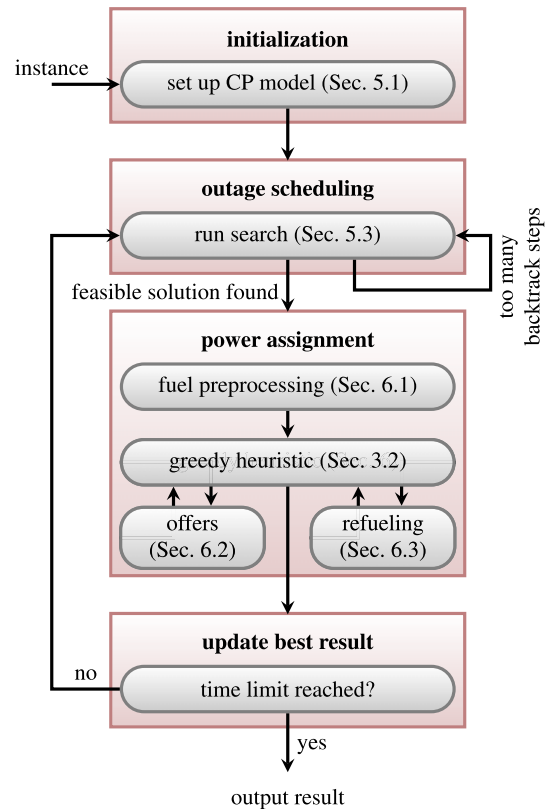 initialization
instance
set up CP model (Sec. 5.1)
outage scheduling
run search (Sec. 5.3)
too many
backtrack steps
feasible solution found
power assignment
fuel preprocessing (Sec. 6.1)
greedy heuristic (Sec. 3.2)
offers
(Sec. 6.2)
refueling
(Sec. 6.3)
update best result
no
time limit reached?
yes
output result